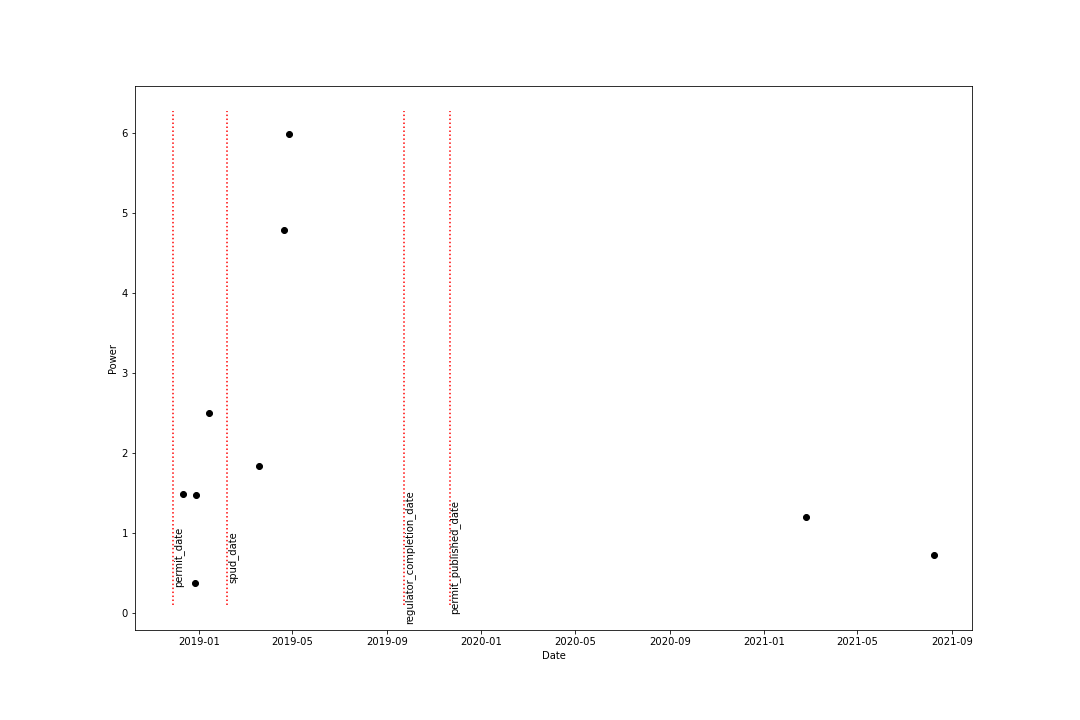 6
5
4
3
2
1
0
Power
permit_date
spud_date
regulator_completion_date
permit_published_date
2019-01 2019-05 2019-09 2020-01 2020-05 2020-09 2021-01 2021-05 2021-09
Date